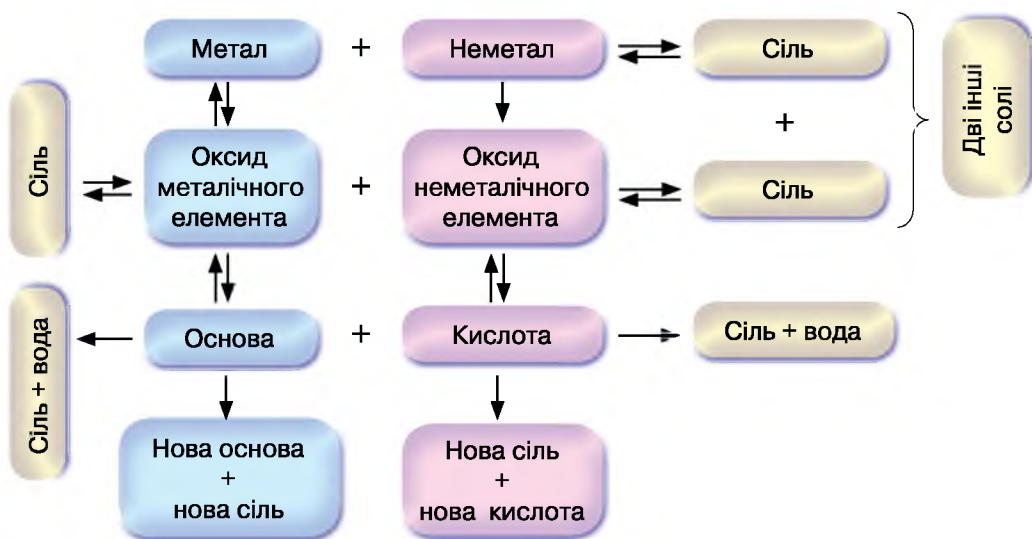 Метал + Неметал Сіль
Дві інші
солі
+
Сіль
Оксид
металічного
елемента
+
Оксид
неметалічного
елемента
Сіль
Сіль + вода
Основа + Кислота Сіль + вода
Нова основа
+
нова сіль
Нова сіль
+
нова кислота